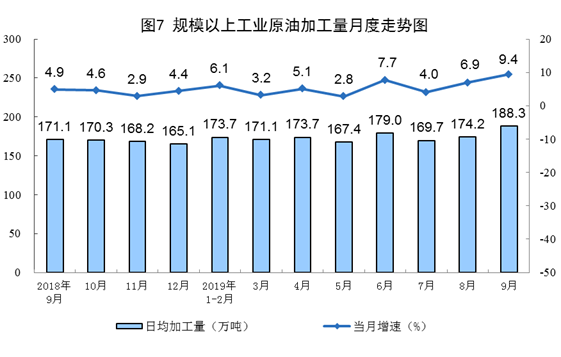 图7 规模以上工业原油加工量月度走势图
300 20
250 10
200 0
150 -10
100 -20
50 -30
0 -40
-50
4.9 4.6 2.9 4.4 6.1 3.2 5.1 2.8 7.7 4.0 6.9 9.4
171.1 170.3 168.2 165.1 173.7 171.1 173.7 167.4 179.0 169.7 174.2 188.3
2018年 10月 11月 12月 2019年 3月 4月 5月 6月 7月 8月 9月
9月 1-2月
日均加工量（万吨） 当月增速（%）